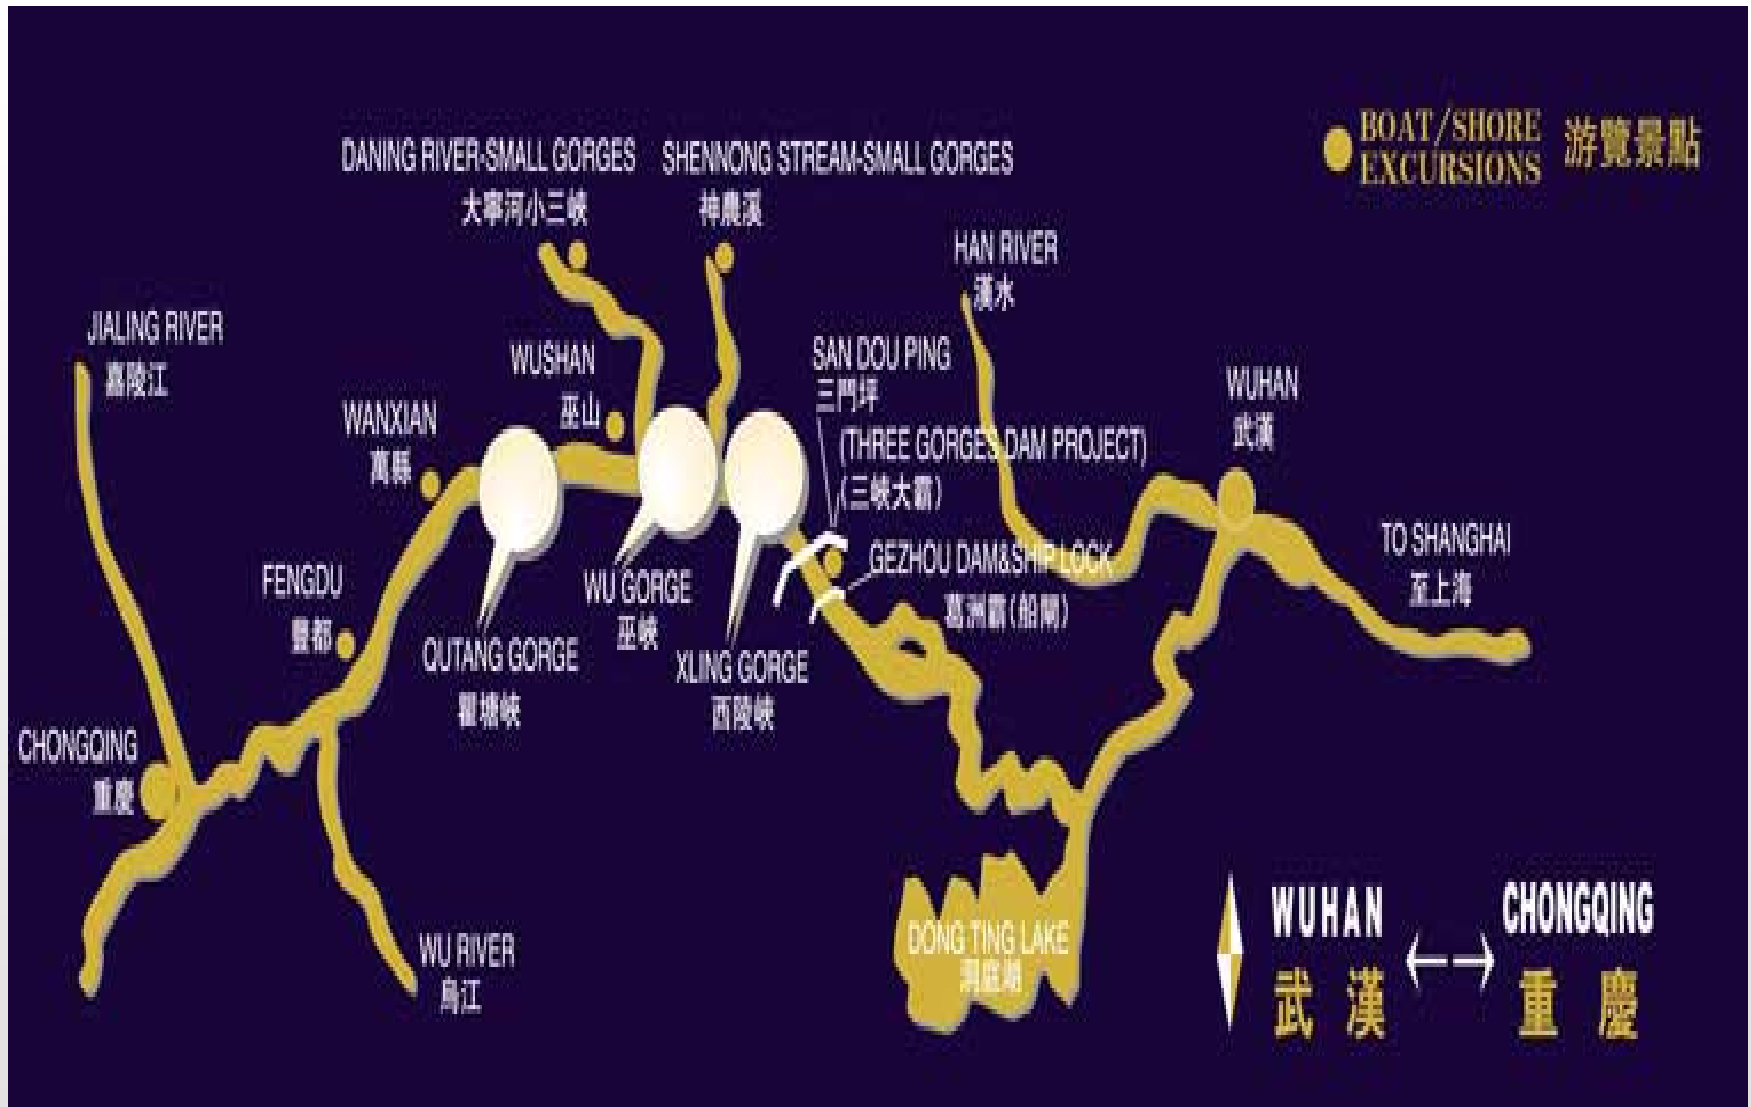 BOAT/SHORE
EXCURSIONS
游覽景點
DANING RIVER-SMALL GORGES
大寧河小三峽
SHENNONG STREAM-SMALL GORGES
神農溪
HAN RIVER
漢水
JIALING RIVER
嘉陵江
WUSHAN
巫山
SAN DOU PING
三門坪
WUHAN
武漢
WANXIAN
萬縣
(THREE GORGES DAM PROJECT)
(三峽大霸)
TO SHANGHAI
至上海
GEZHOU DAM&SHIP LOCK
葛洲霸(船閘)
FENGDU
豐都
WU GORGE
巫峽
QUTANG GORGE
瞿塘峽
XLING GORGE
西陵峽
CHONGQING
重慶
WU RIVER
烏江
DONG TING LAKE
洞庭湖
WUHAN ←→ CHONGQING
武漢 重慶